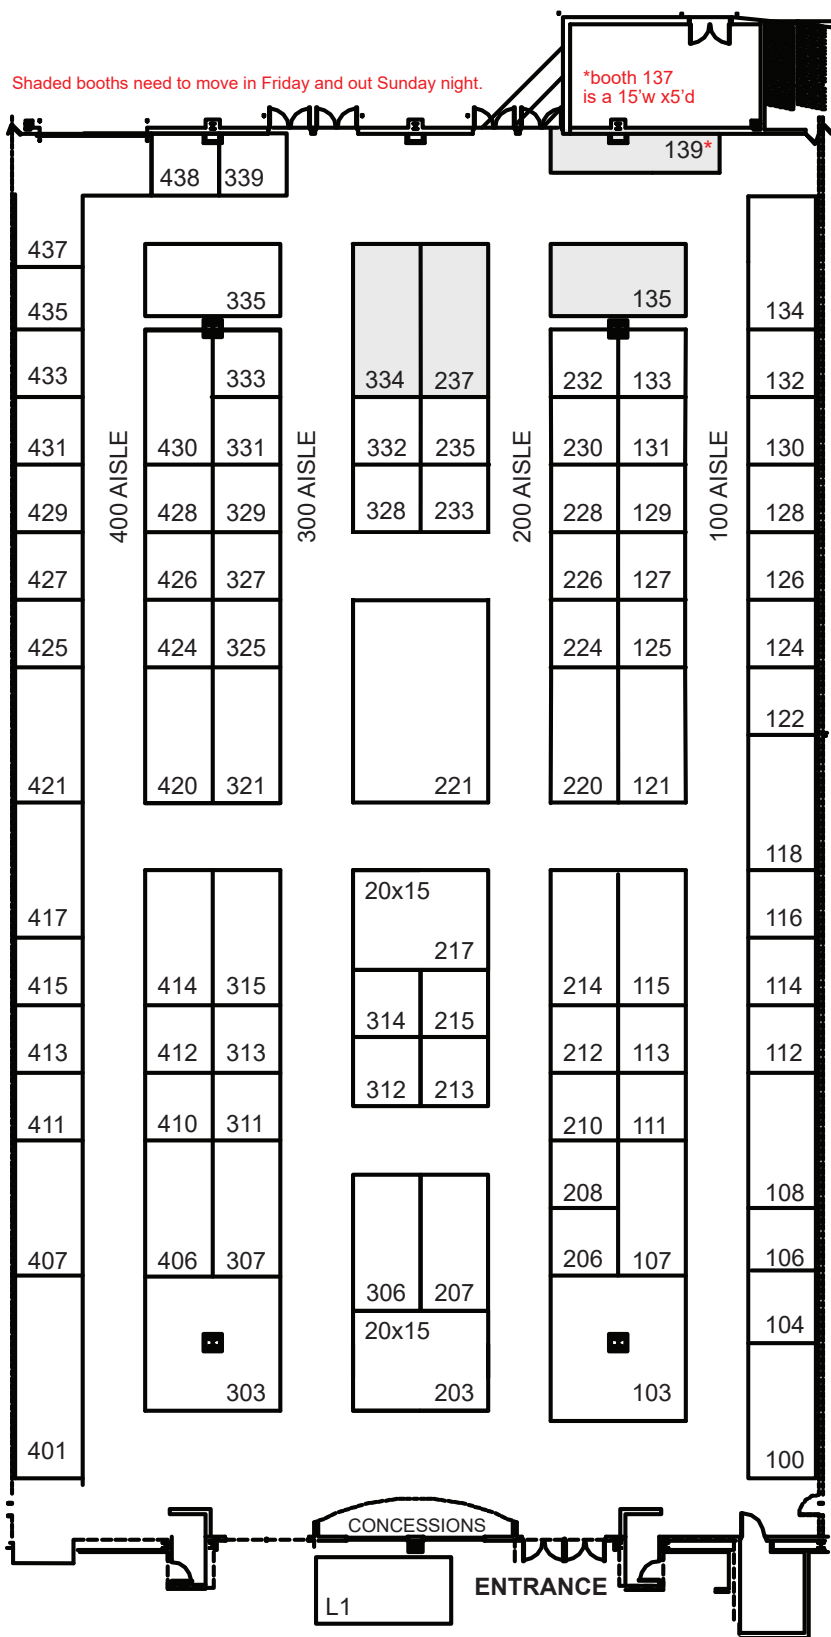 Shaded booths need to move in Friday and out Sunday night.
*booth 137
is a 15'w x5'd
139*
438 339
437
335 135
435 134
433 333 334 237 232 133 132
431 430 331 332 235 230 131 130
400 AISLE
300 AISLE
200 AISLE
100 AISLE
429 428 329 328 233 228 129 128
427 426 327 226 127 126
425 424 325 224 125 124
122
421 420 321 221 220 121
118
20x15
417 116
217
415 414 315 314 215 214 115 114
413 412 313 312 213 212 113 112
411 410 311 210 111
208 108
407 406 307 206 107 106
306 207
20x15 104
303 203 103
401 100
CONCESSIONS
ENTRANCE
L1